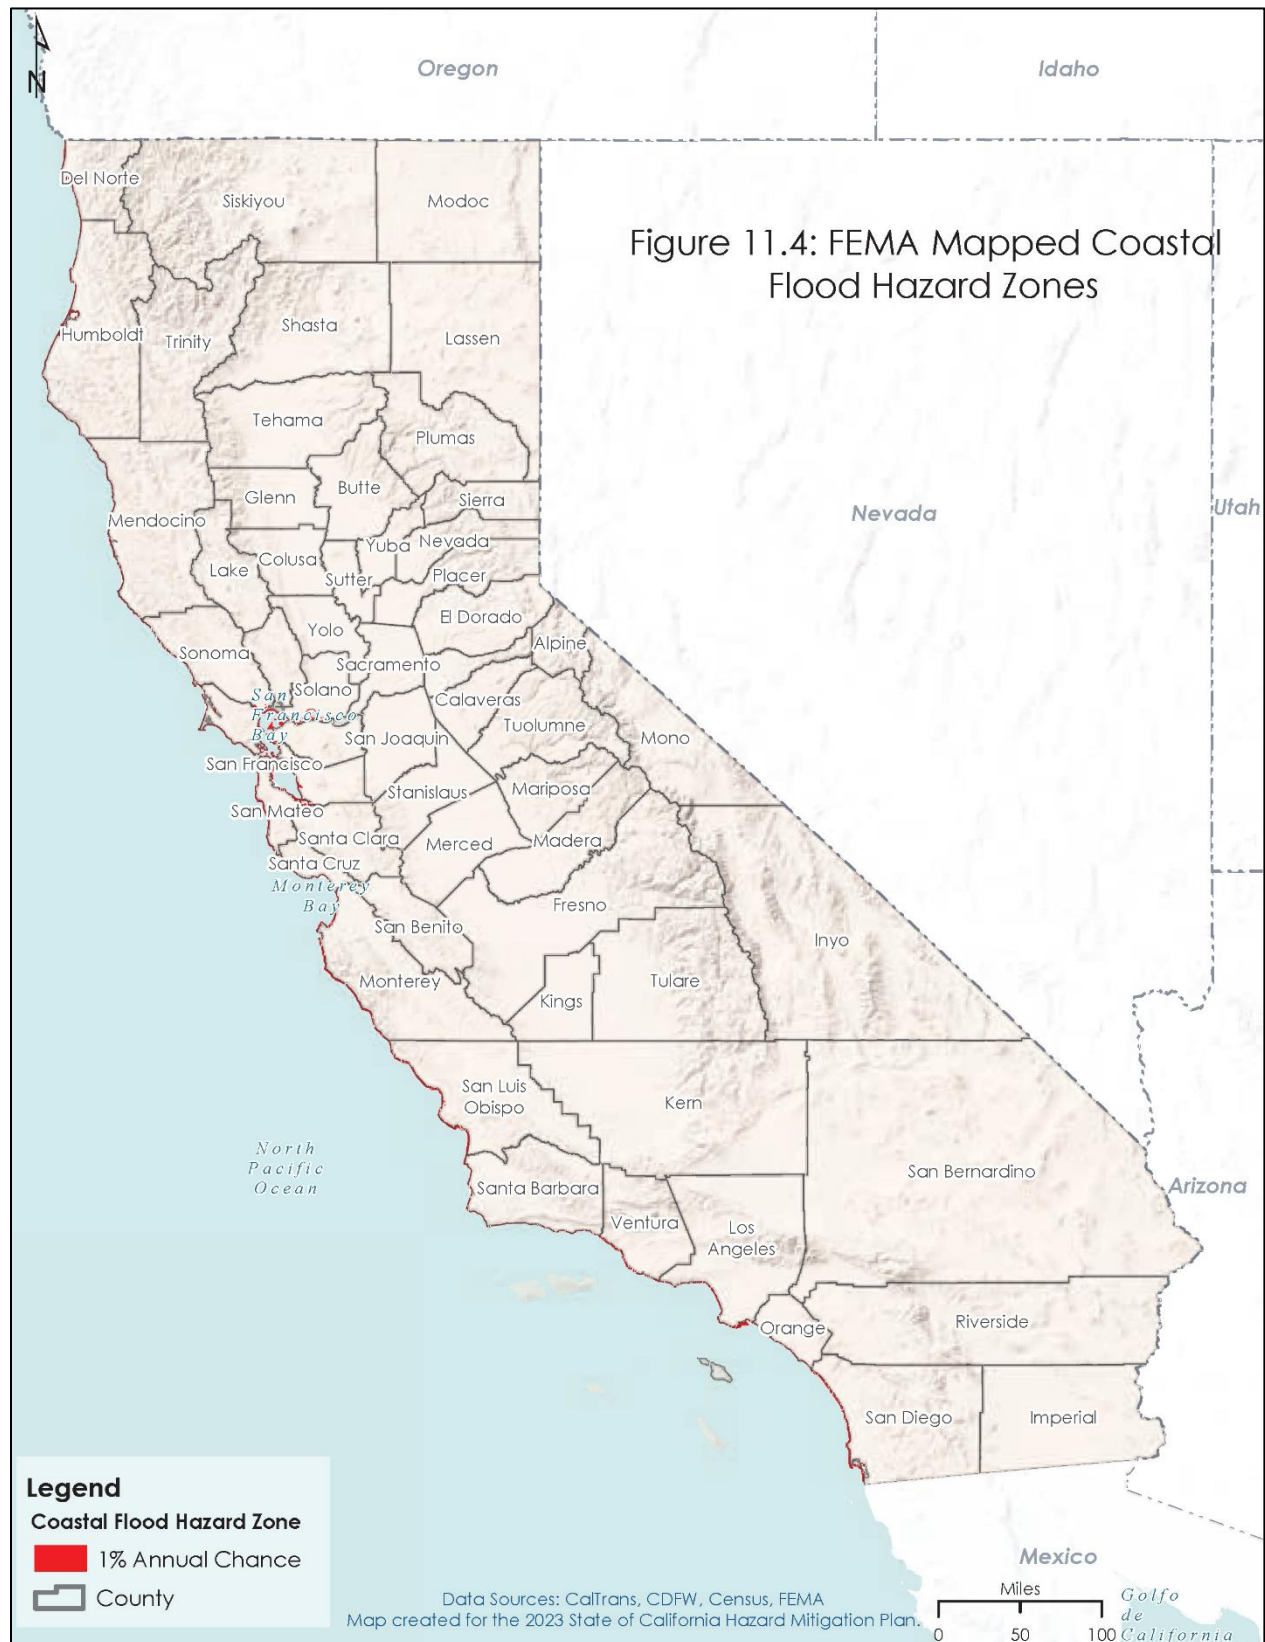 N
Oregon
Idaho
Figure 11.4: FEMA Mapped Coastal
Flood Hazard Zones
Del Norte
Siskiyou
Modoc
Humboldt
Trinity
Shasta
Lassen
Tehama
Plumas
Glenn
Butte
Sierra
Nevada
Utah
Mendocino
Colusa
Yuba
Nevada
Lake
Sutter
Placer
El Dorado
Yolo
Alpine
Sonoma
Sacramento
Solano
San
Francisco
Bay
Calaveras
Tuolumne
San Joaquin
Mono
San Francisco
Stanislaus
Mariposa
San Mateo
Santa Clara
Merced
Madera
Santa Cruz
Monterey
Bay
Fresno
San Benito
Inyo
Monterey
Kings
Tulare
San Luis
Obispo
Kern
North
Pacific
Ocean
San Bernardino
Arizona
Santa Barbara
Ventura
Los
Angeles
Orange
Riverside
San Diego
Imperial
Legend
Coastal Flood Hazard Zone
1% Annual Chance
County
Data Sources: CalTrans, CDFW, Census, FEMA
Map created for the 2023 State of California Hazard Mitigation Plan.
Mexico
Miles
0 50 100
Golfo
de
California